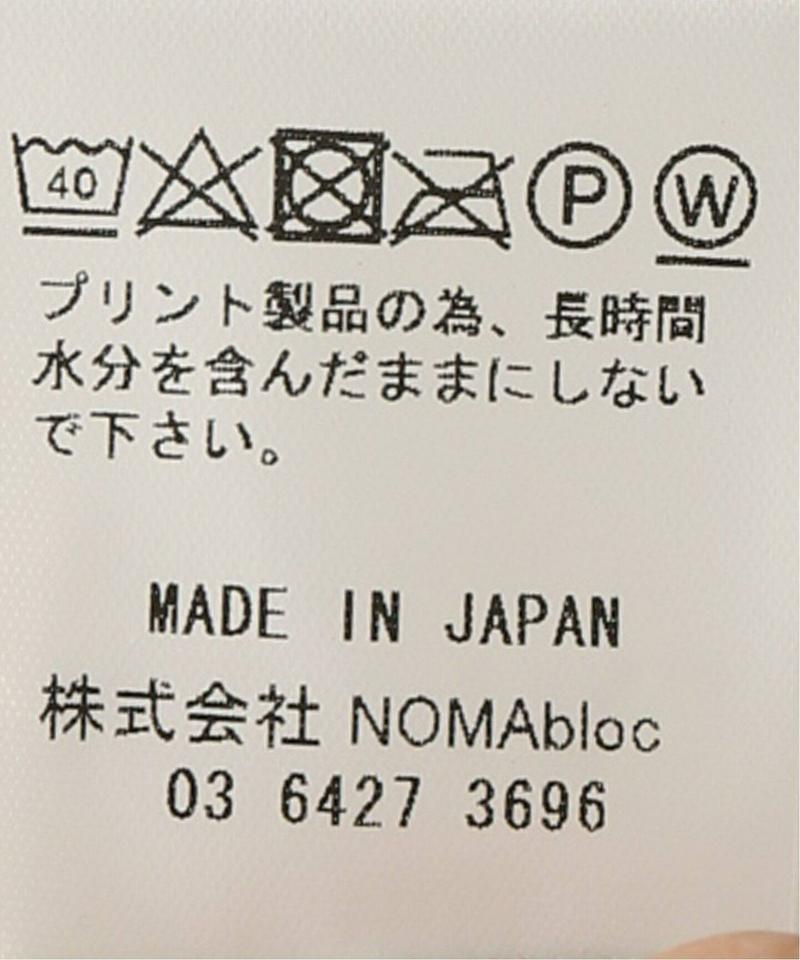 40 P W
プリント製品の為、長時間
水分を含んだままにしない
で下さい。
MADE IN JAPAN
株式会社 NOMAbloc
03 6427 3696